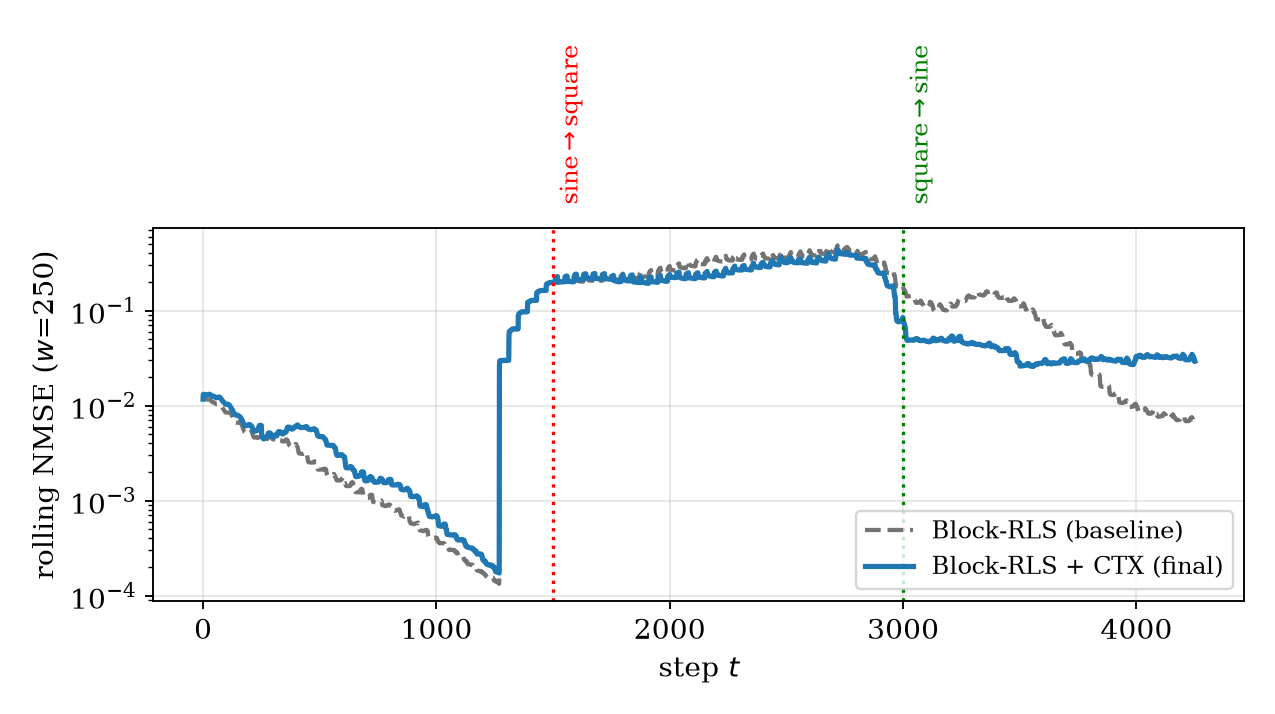 sine→square
square→sine
rolling NMSE (w=250)
10⁻¹
10⁻²
10⁻³
10⁻⁴
Block-RLS (baseline)
Block-RLS + CTX (final)
0 1000 2000 3000 4000
step t